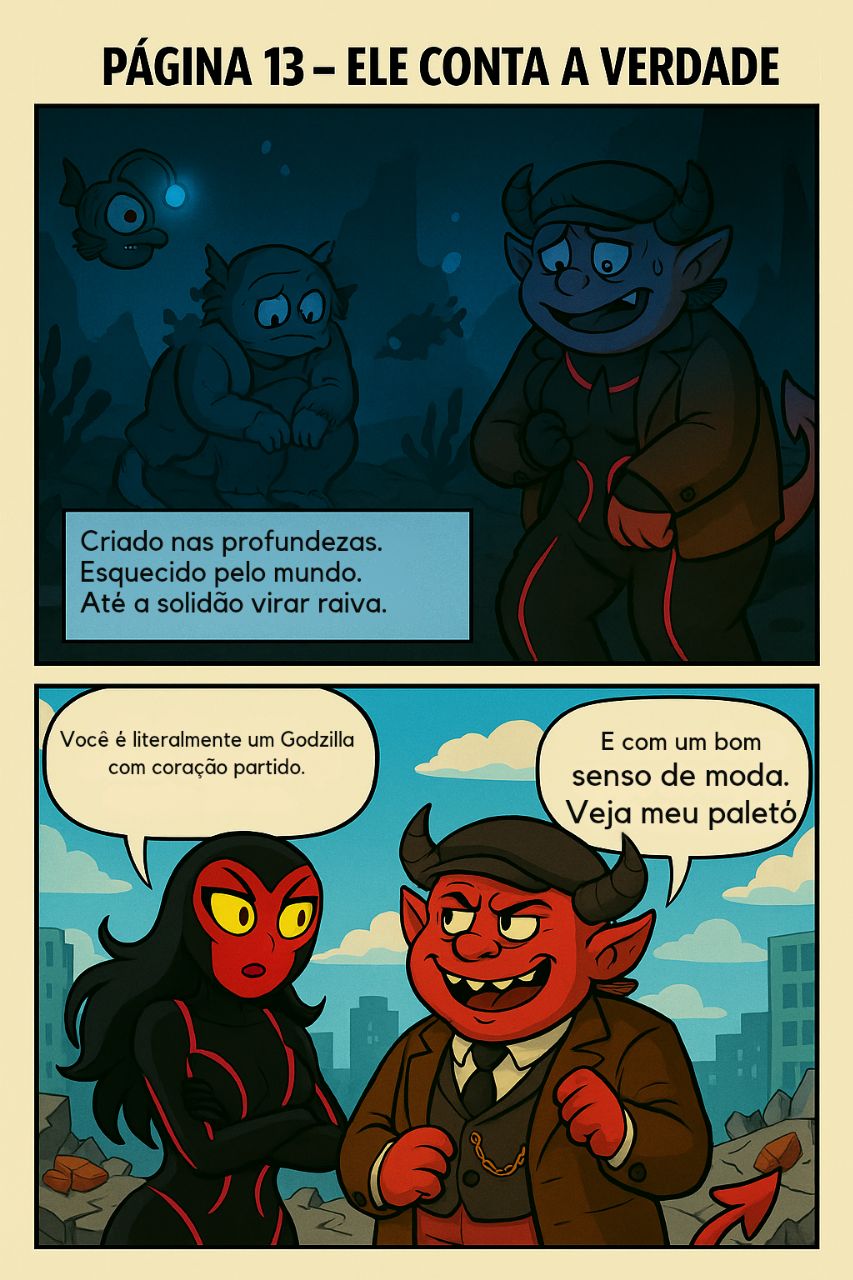 PÁGINA 13 – ELE CONTA A VERDADE
Criado nas profundezas.
Esquecido pelo mundo.
Até a solidão virar raiva.
Você é literalmente um Godzilla
com coração partido.
E com um bom
senso de moda.
Veja meu paletó